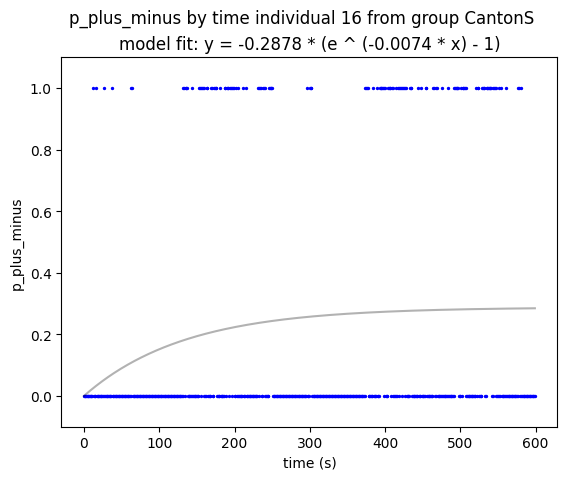 p_plus_minus by time individual 16 from group CantonS
model fit: y = -0.2878 * (e ^ (-0.0074 * x) - 1)
1.0
0.8
0.6
0.4
0.2
0.0
p_plus_minus
0 100 200 300 400 500 600
time (s)